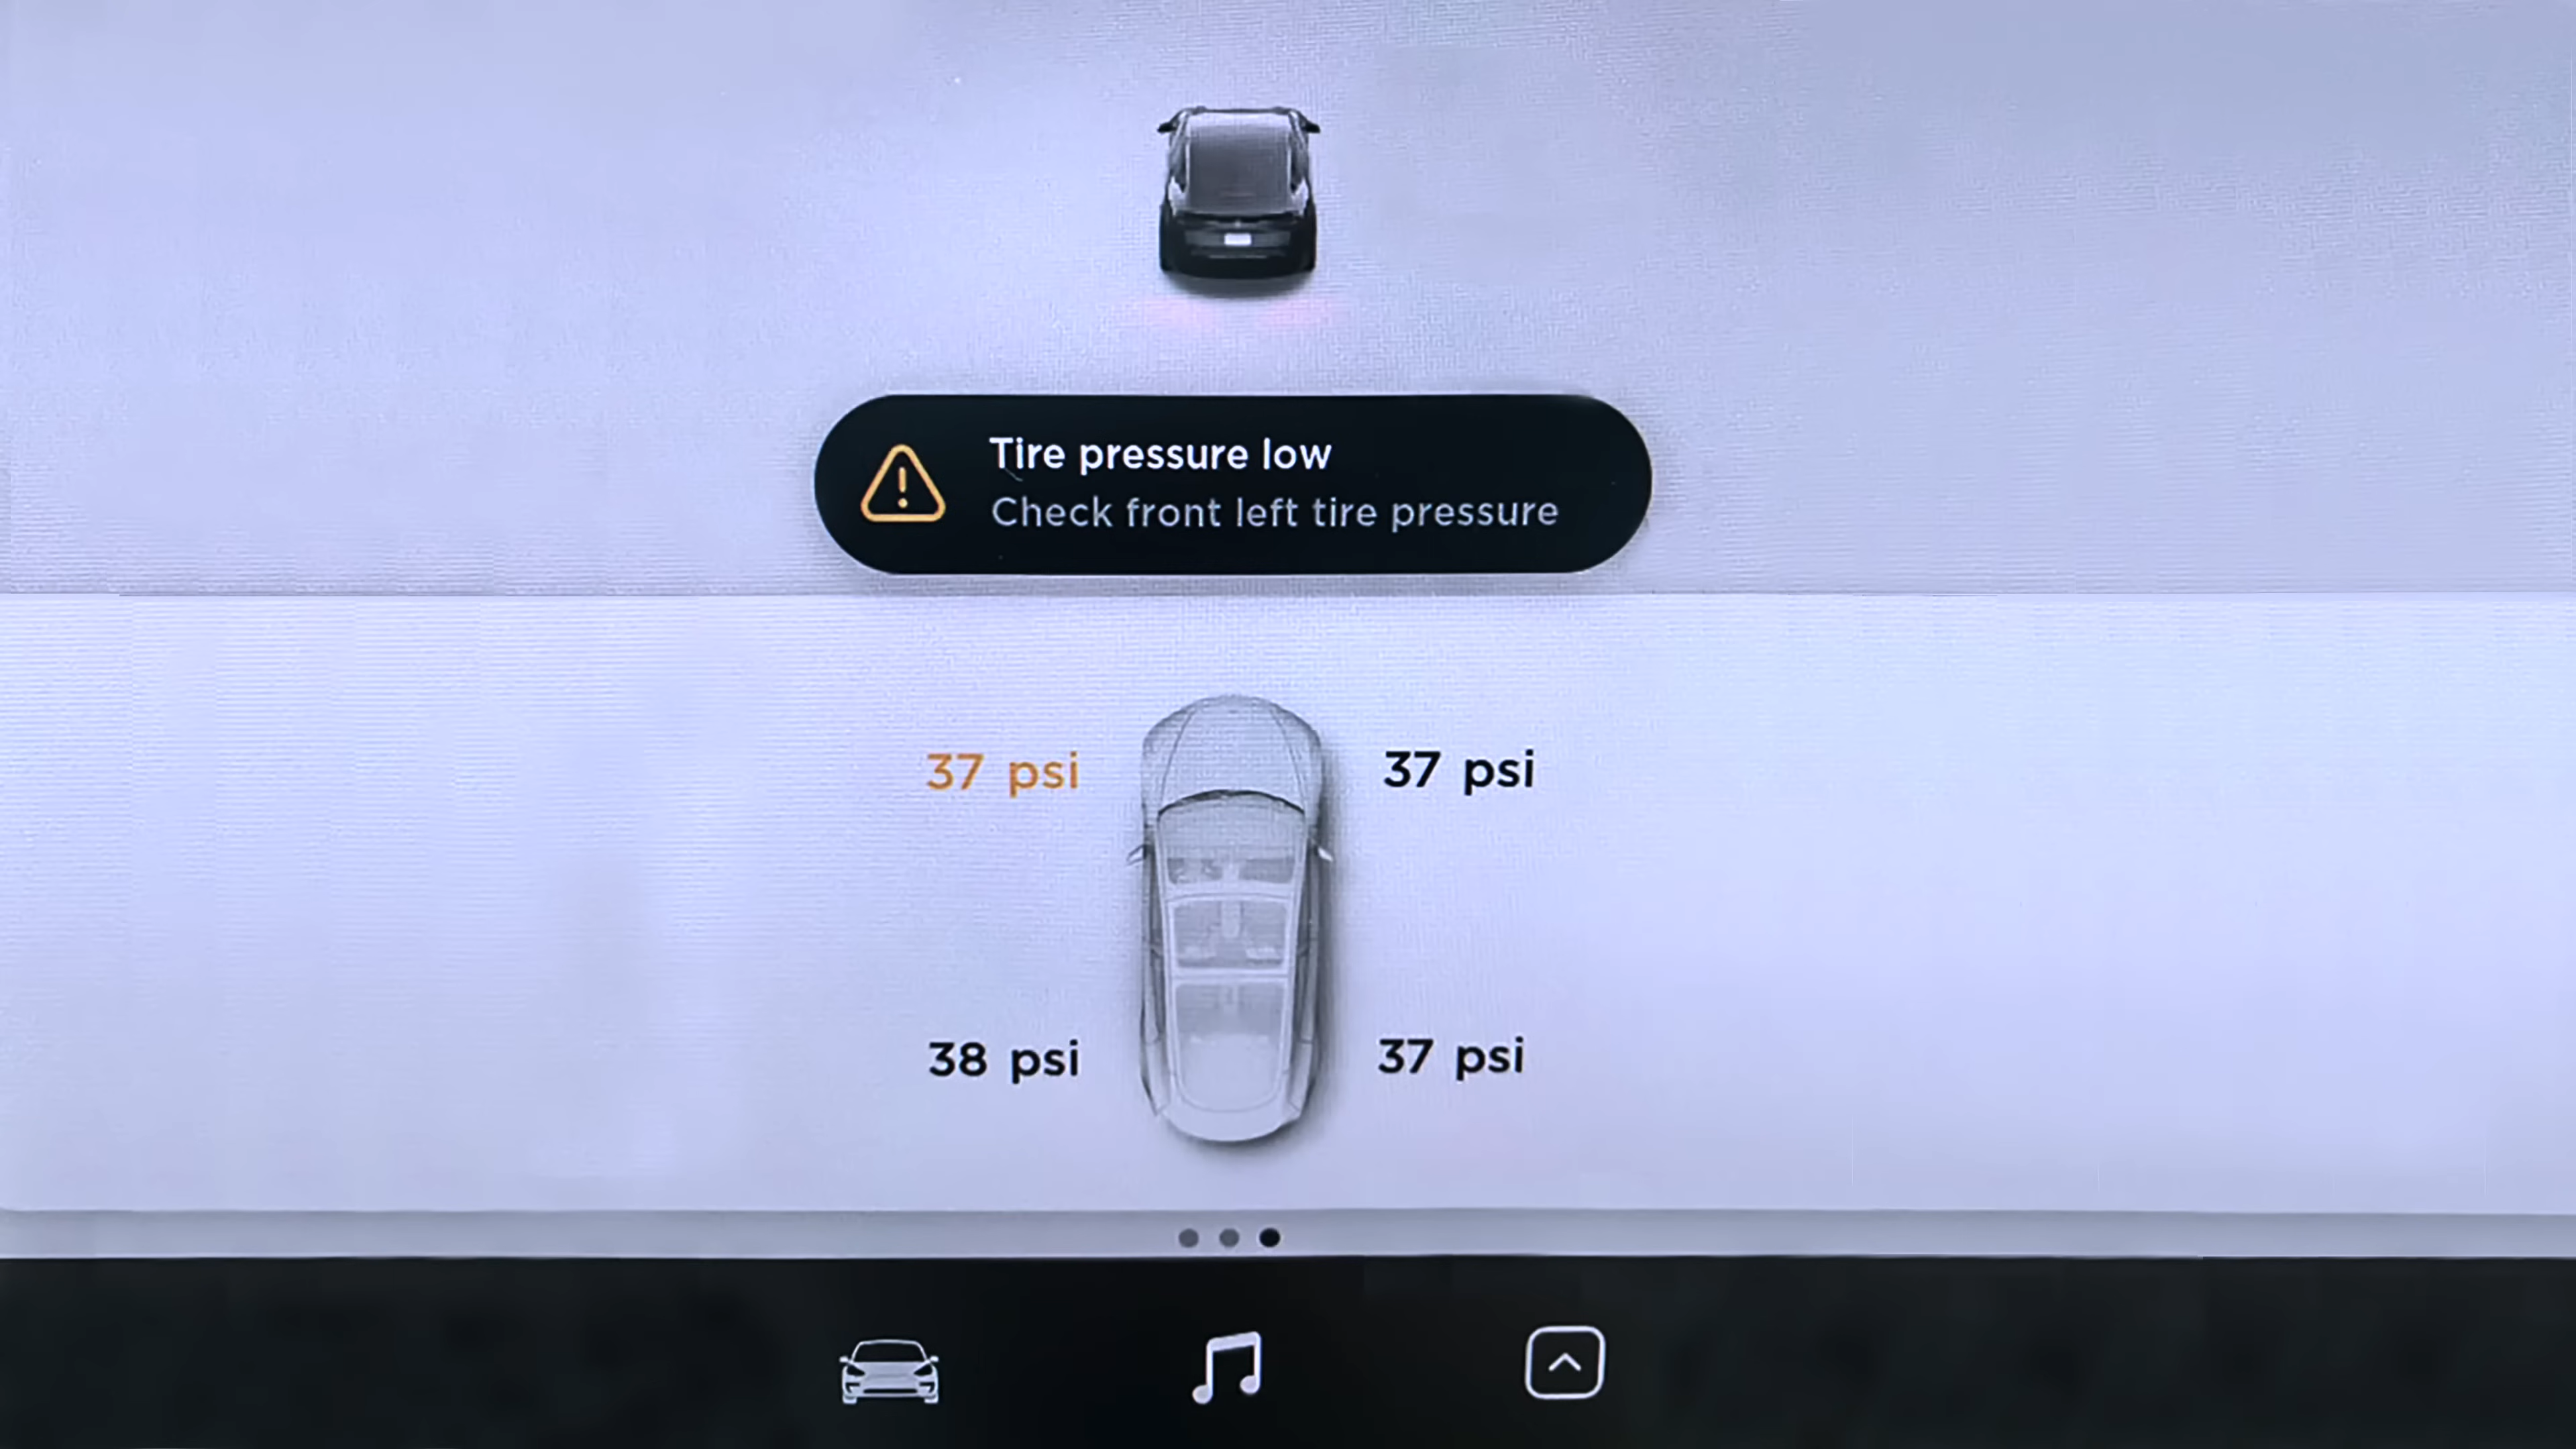 Tire pressure low
Check front left tire pressure
37 psi
37 psi
38 psi
37 psi